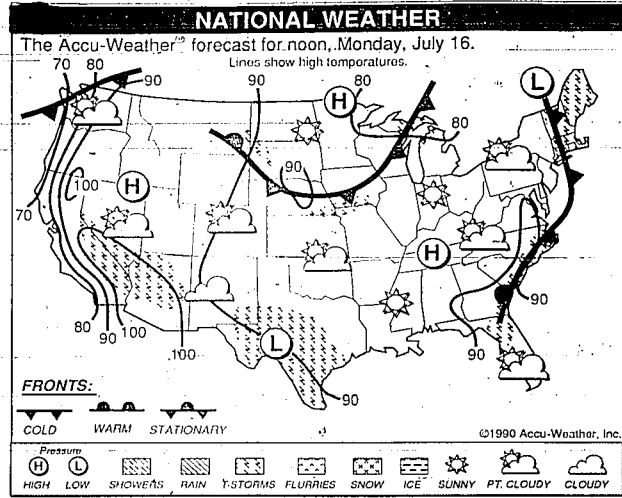 NATIONAL WEATHER
The Accu-Weather™ forecast for noon, Monday, July 16.
Lines show high temperatures.
70 80 90 90 80
H L
80
90
100 H
70
H
90
80 90 100 100
L
90
90
FRONTS:
COLD WARM STATIONARY
©1990 Accu-Weather, Inc.
Pressure
H L
HIGH LOW SHOWERS RAIN T-STORMS FLURRIES SNOW ICE SUNNY PT. CLOUDY CLOUDY